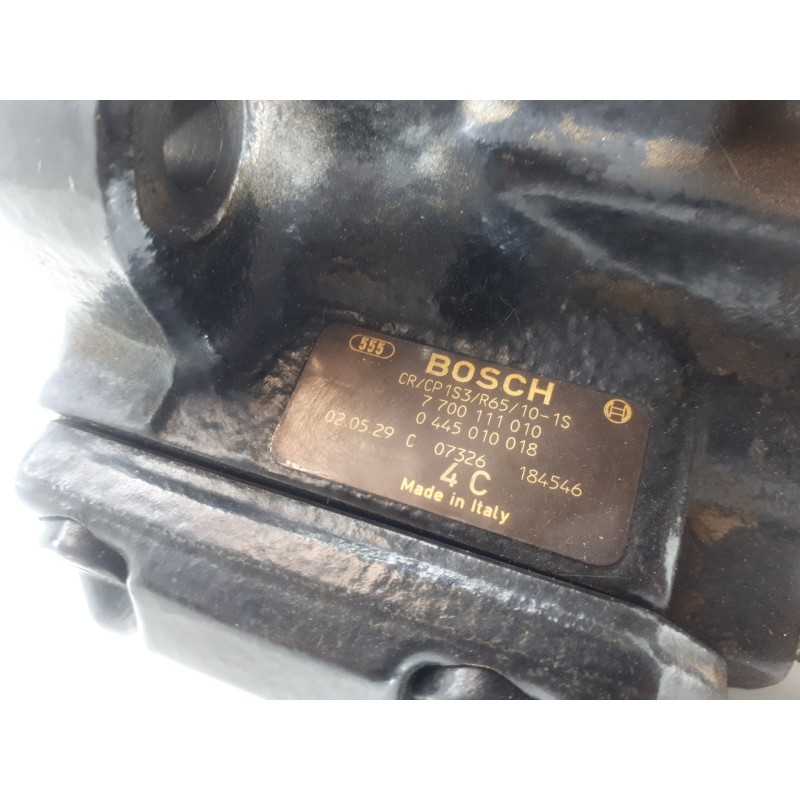 555
BOSCH
CR/CP1S3/R65/10-1S
7 700 111 010
0 445 010 018
02.05.29 C 07326 184546
4 C
Made in Italy